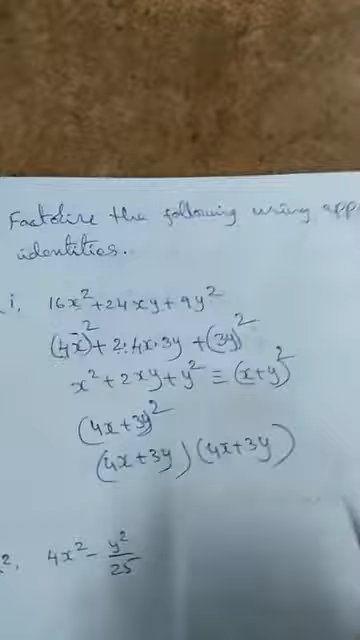 Factolise the following using app
identities.
i, 16x²+24xy+9y²
(4x)²+2.4x.3y+(3y)²
x²+2xy+y² = (x+y)²
(4x+3y)²
(4x+3y)(4x+3y)
2, 4x² - y²/25